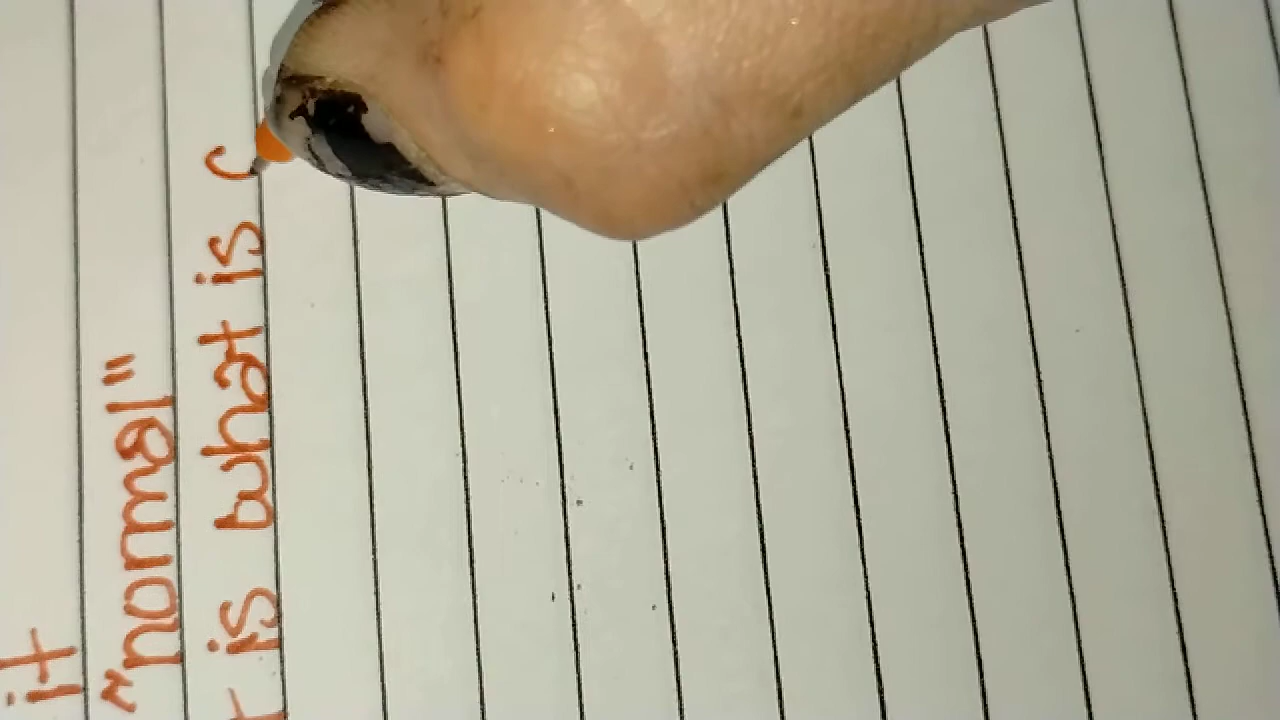 it
"normal"
t is what is c